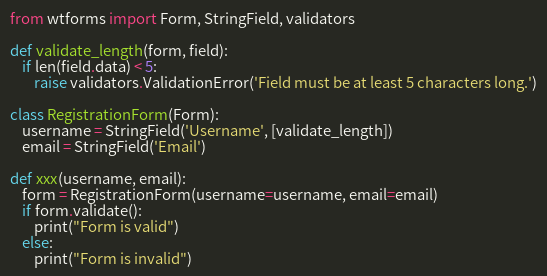 from wtforms import Form, StringField, validators

def validate_length(form, field):
    if len(field.data) < 5:
        raise validators.ValidationError('Field must be at least 5 characters long.')

class RegistrationForm(Form):
    username = StringField('Username', [validate_length])
    email = StringField('Email')

def xxx(username, email):
    form = RegistrationForm(username=username, email=email)
    if form.validate():
        print("Form is valid")
    else:
        print("Form is invalid")